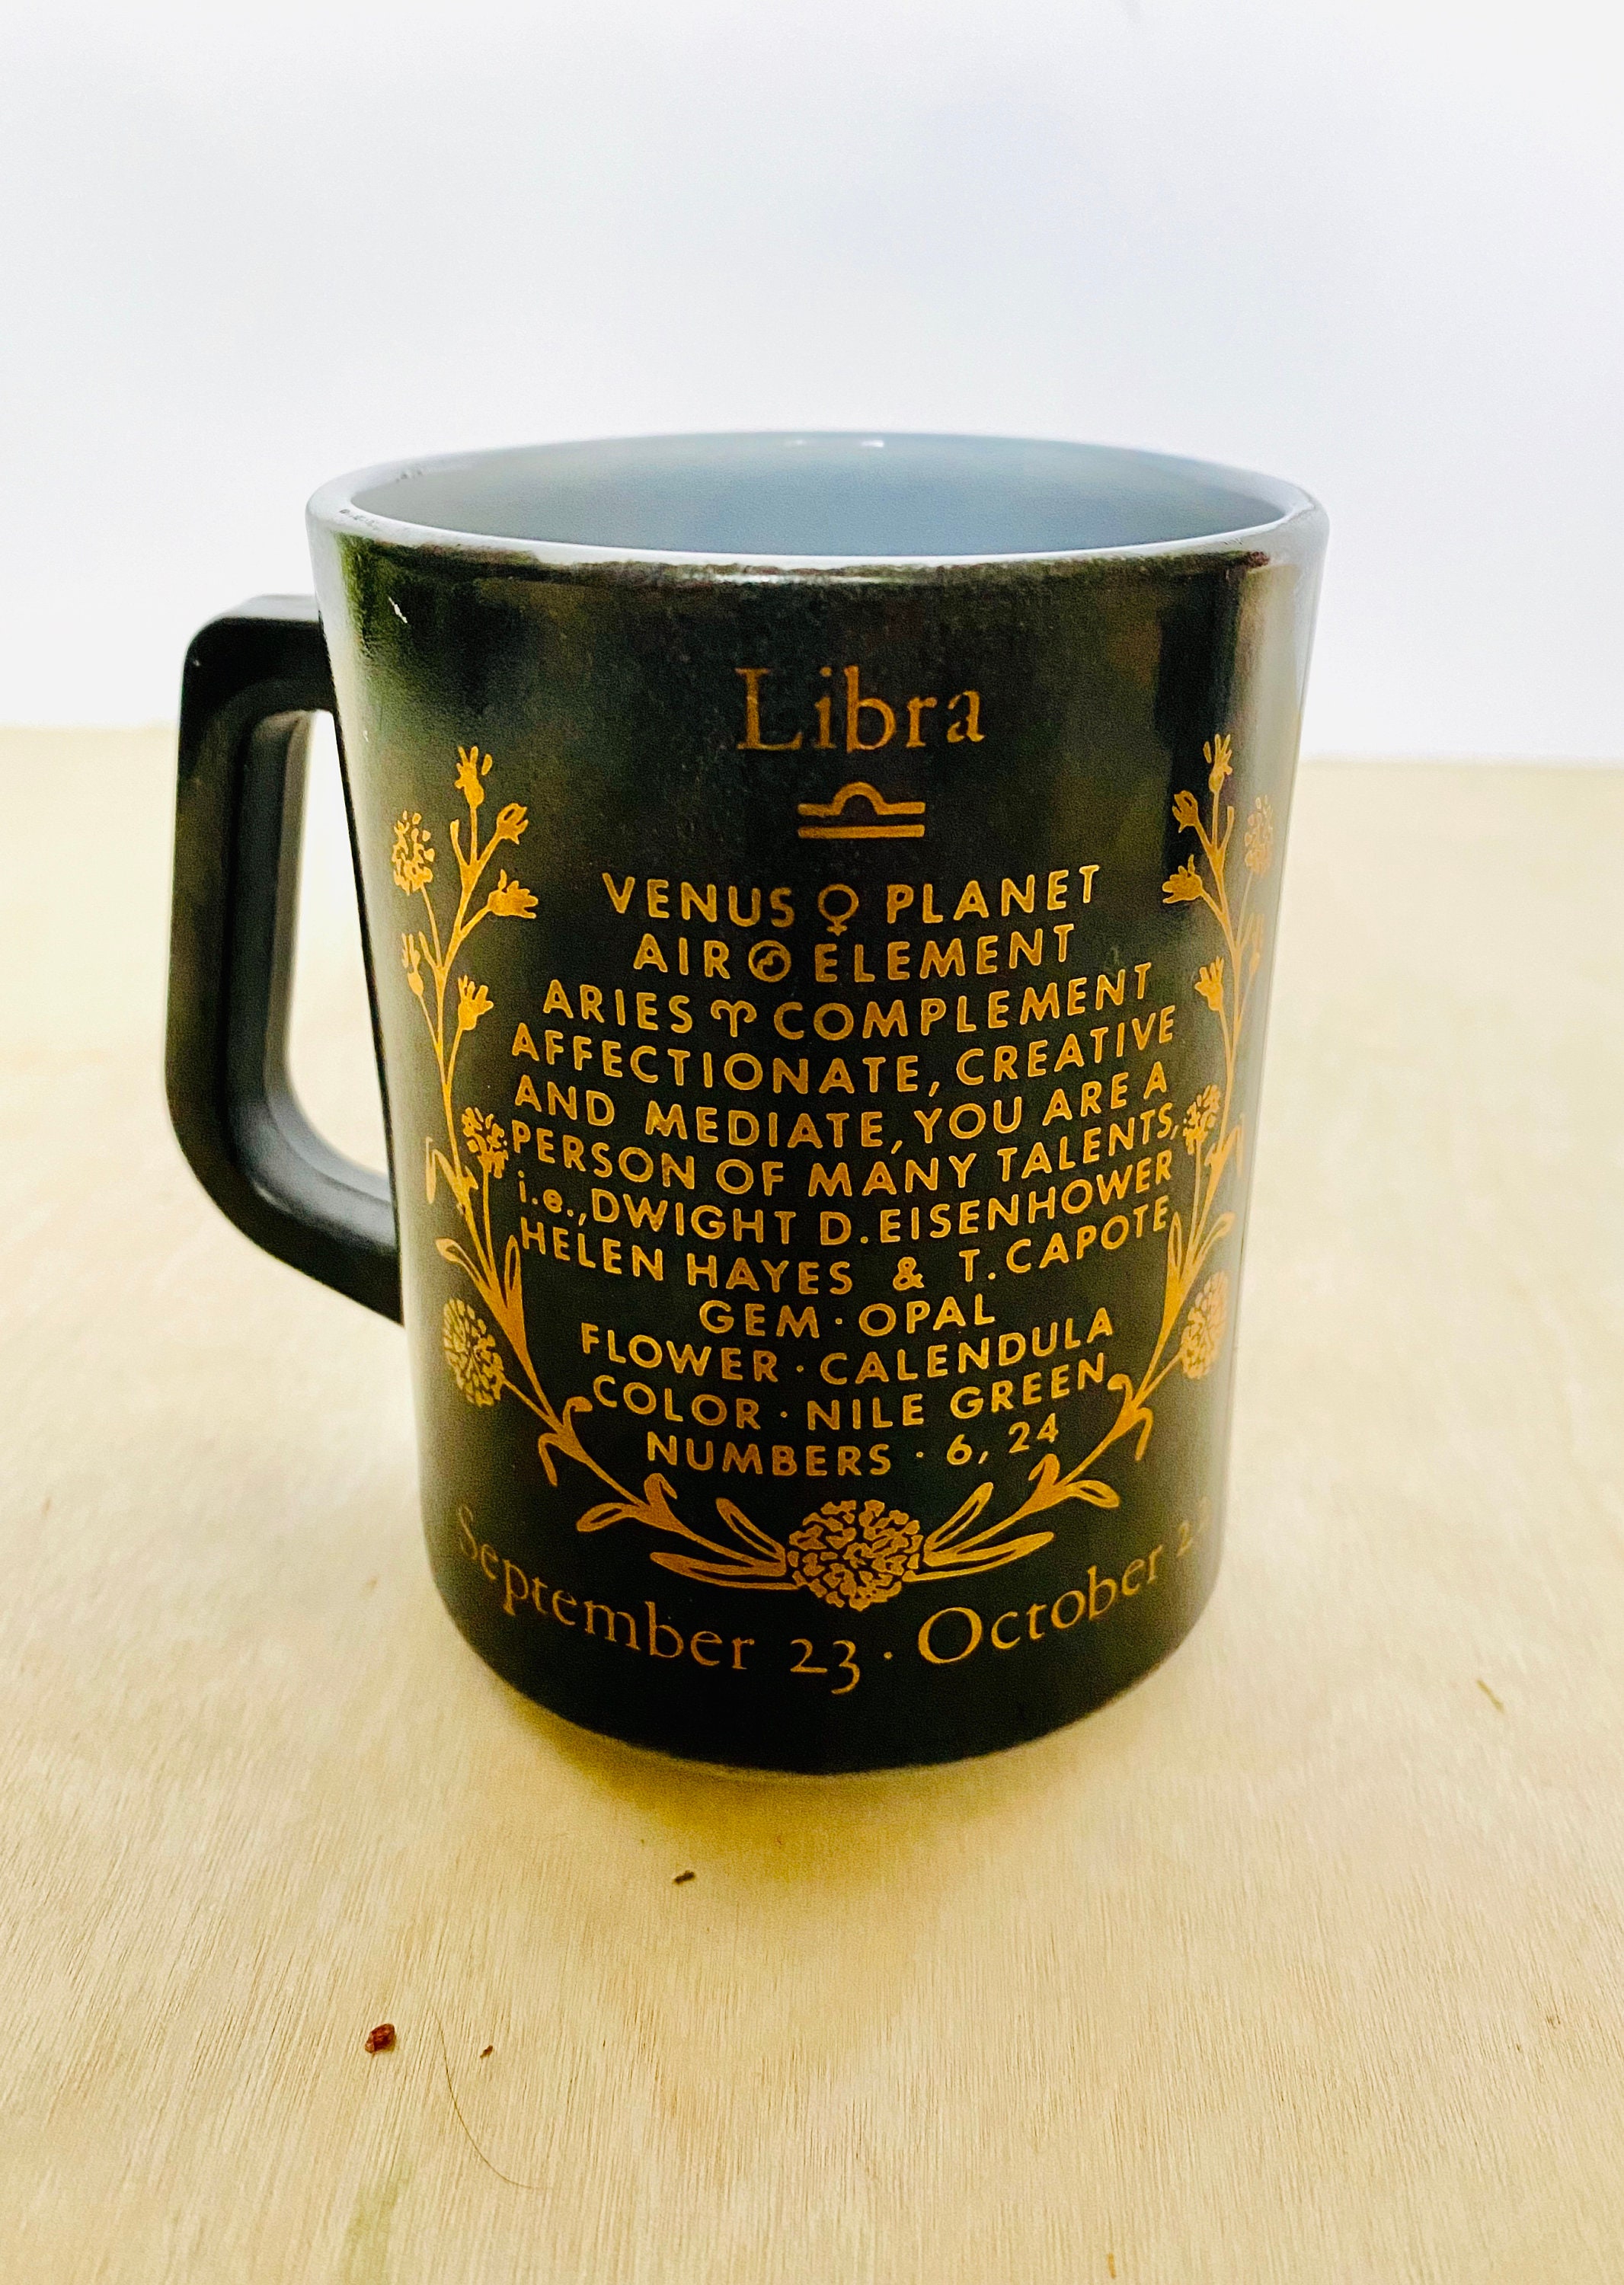 Libra
♎
VENUS ♀ PLANET
AIR ELEMENT
ARIES ♈ COMPLEMENT
AFFECTIONATE, CREATIVE
AND MEDIATE, YOU ARE A
PERSON OF MANY TALENTS,
i.e., DWIGHT D. EISENHOWER
HELEN HAYES & T. CAPOTE
GEM · OPAL
FLOWER · CALENDULA
COLOR · NILE GREEN
NUMBERS · 6, 24
September 23 · October